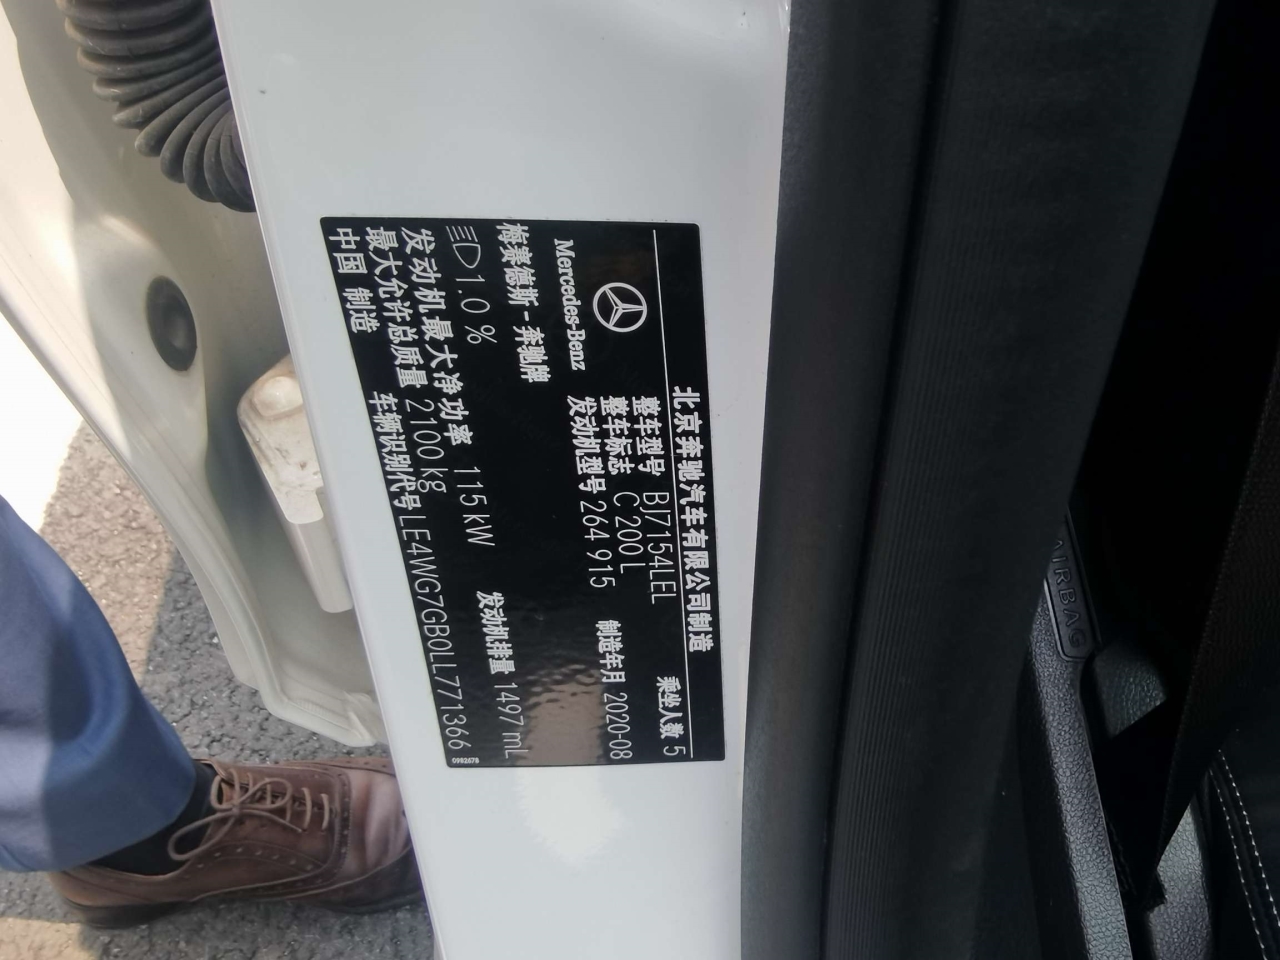 北京奔驰汽车有限公司制造
整车型号 BJ7154LEL 乘坐人数 5
整车标志 C 200 L
发动机型号 264 915 制造年月 2020-08
Mercedes-Benz
梅赛德斯-奔驰牌
1.0 %
发动机最大净功率 115 kW 发动机排量 1497 mL
最大允许总质量 2100 kg
中国 制造 车辆识别代号 LE4WG7GB0LL771366
0982678
AIRBAG